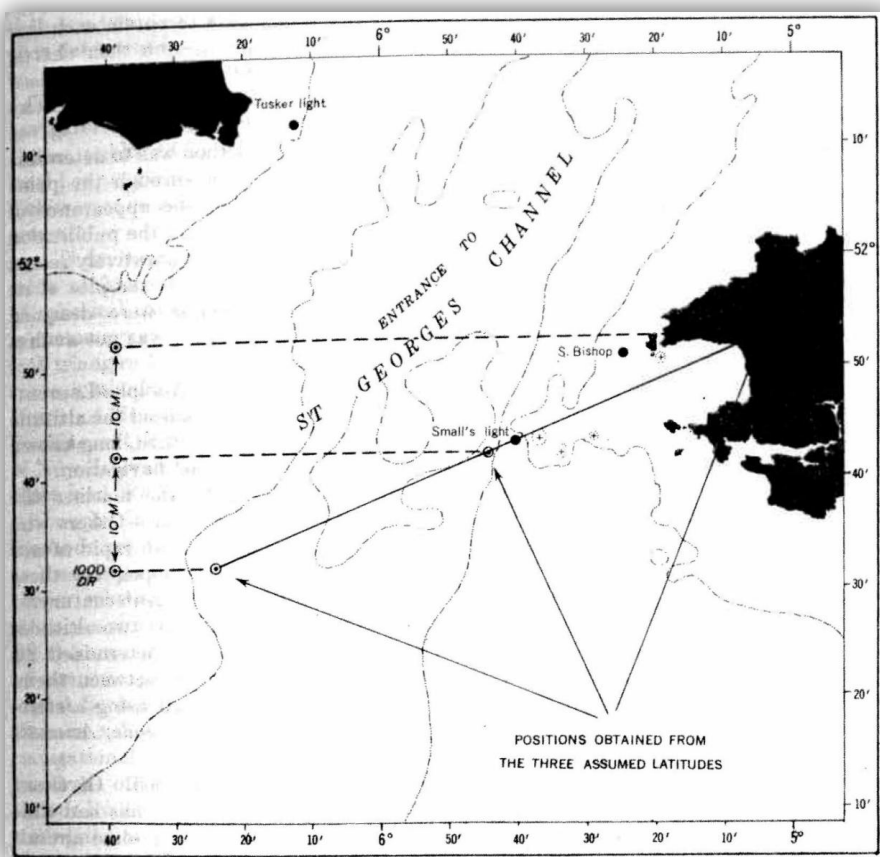 30' 20' 10' 6° 50' 40' 30' 20' 10' 5°
Tusker light
10' 10'
ENTRANCE TO
ST GEORGES CHANNEL
52° 52°
S. Bishop
50' 50'
10 MI
Small's light
40' 40'
10 MI
1000
DR
30' 30'
20' 20'
POSITIONS OBTAINED FROM
THE THREE ASSUMED LATITUDES
10' 10'
40' 30' 20' 10' 6° 50' 40' 30' 20' 10' 5°